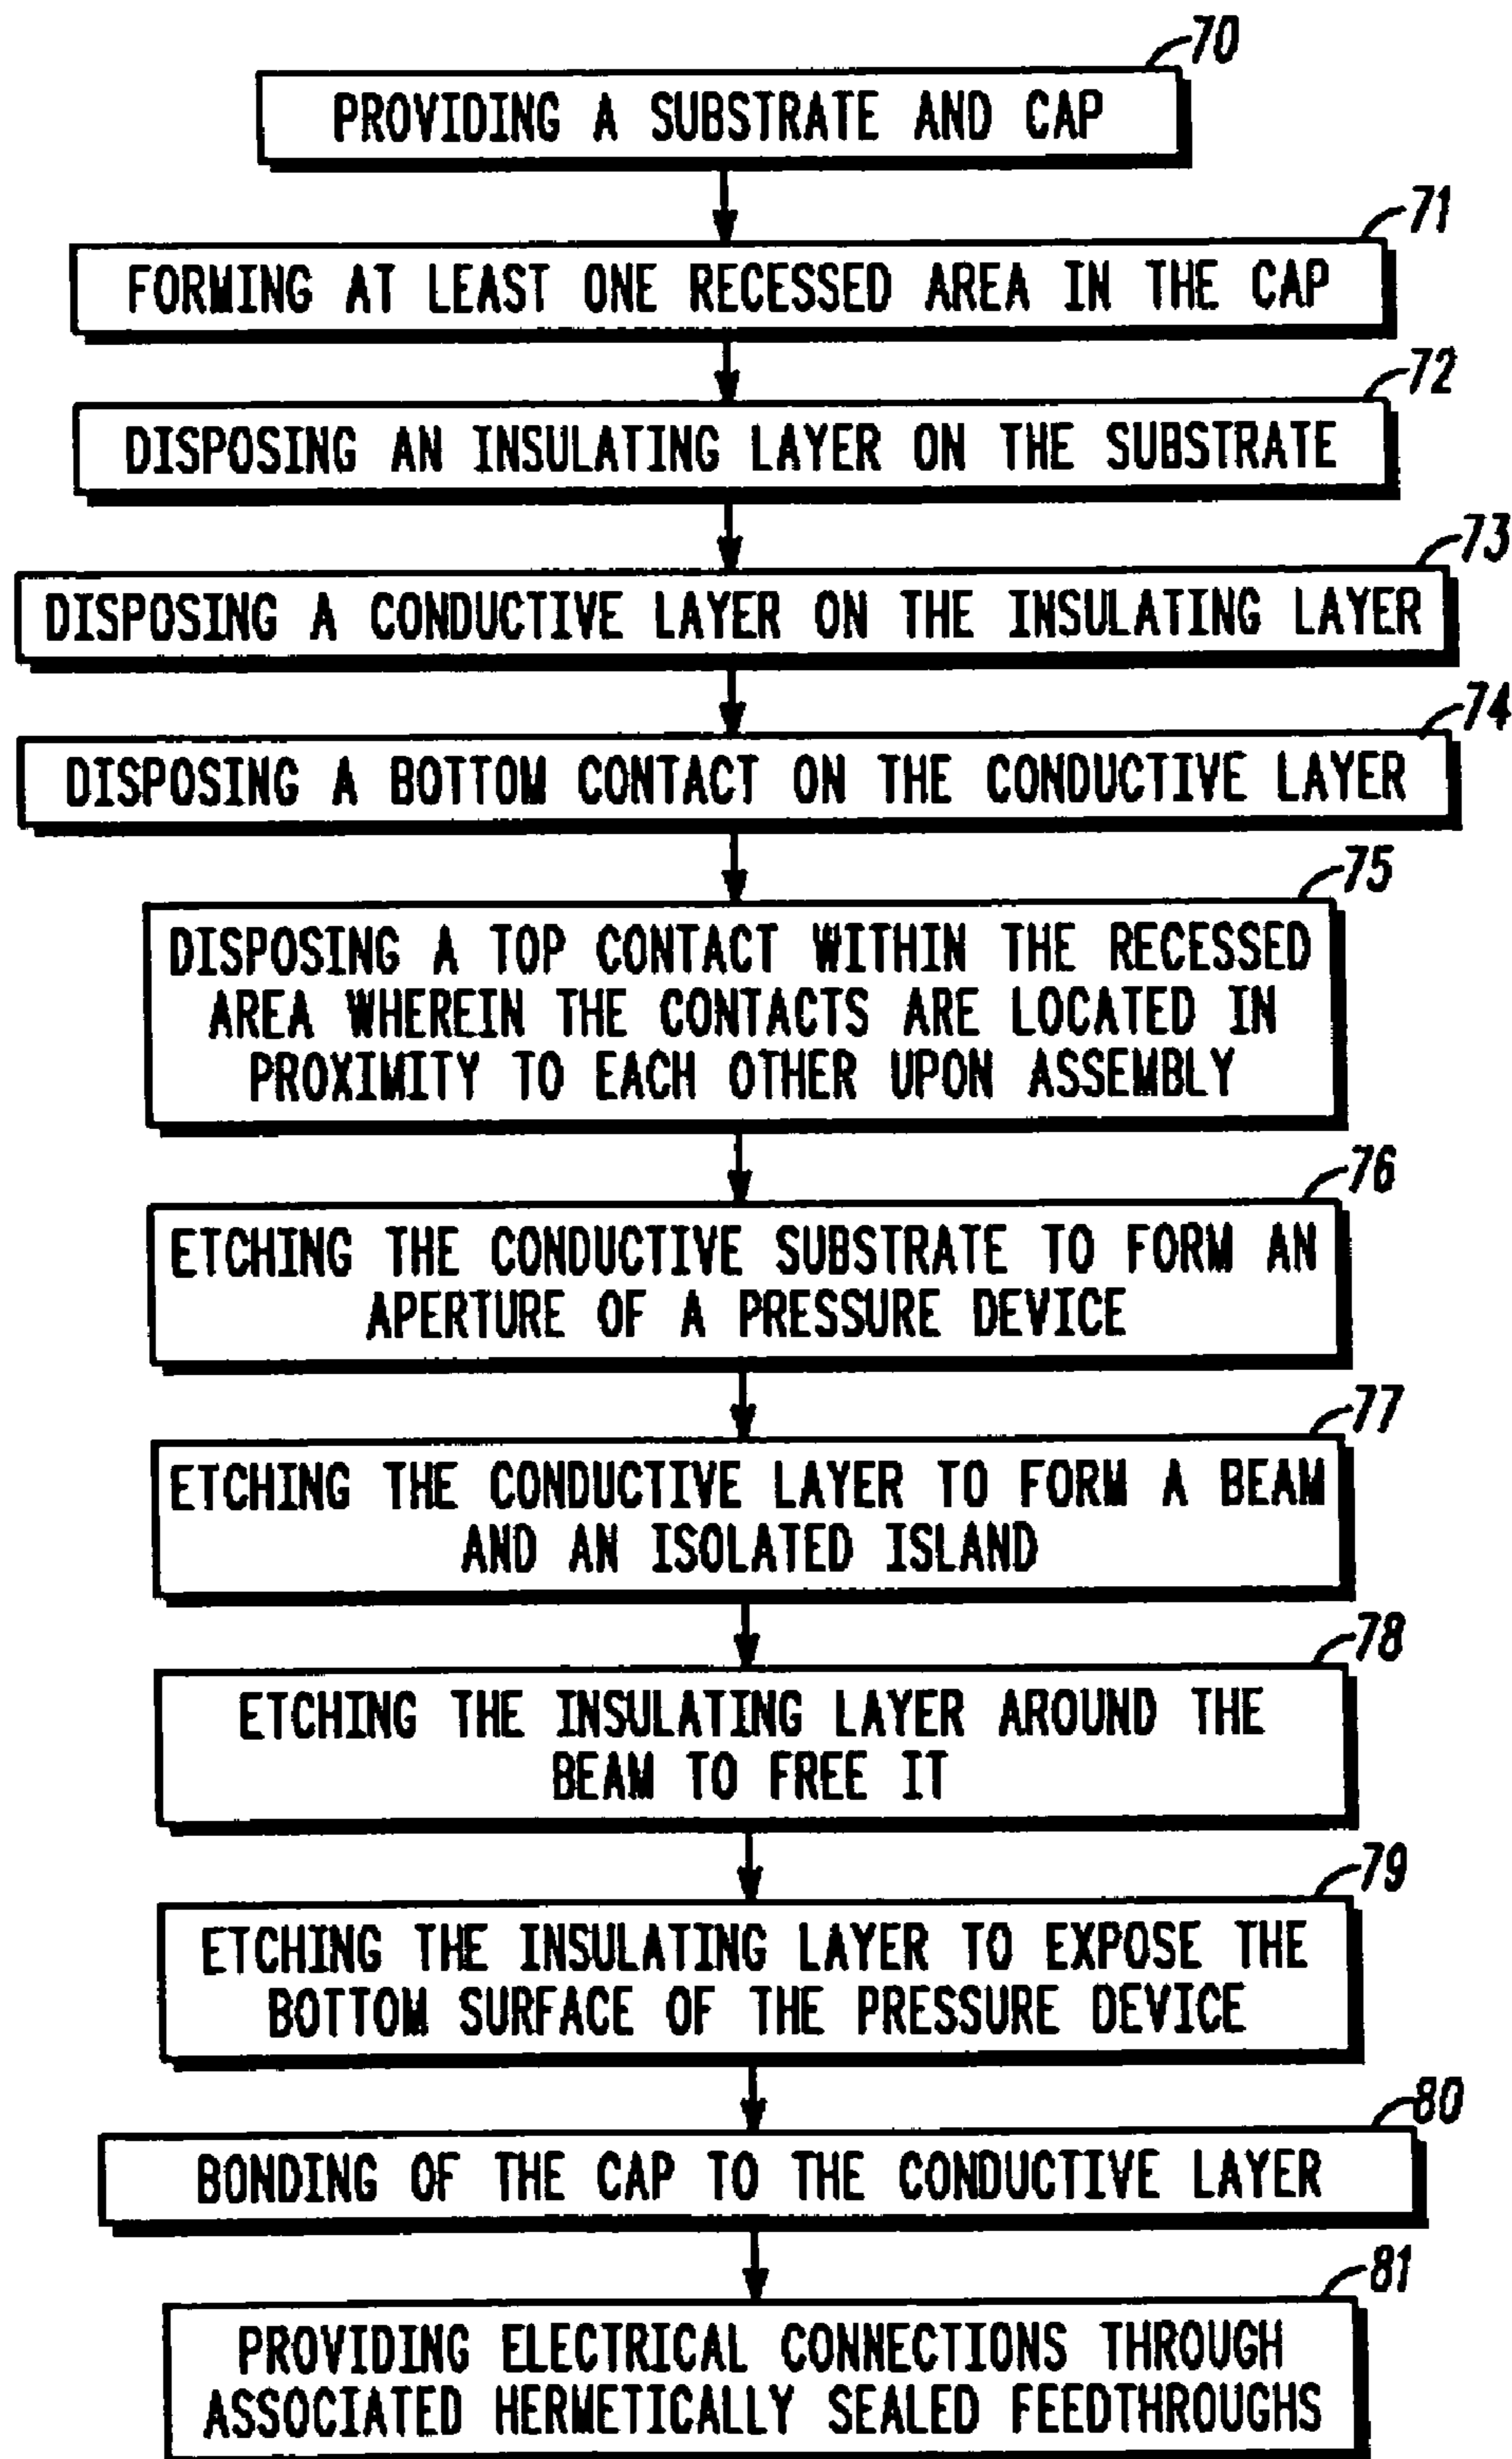 70
PROVIDING A SUBSTRATE AND CAP
71
FORMING AT LEAST ONE RECESSED AREA IN THE CAP
72
DISPOSING AN INSULATING LAYER ON THE SUBSTRATE
73
DISPOSING A CONDUCTIVE LAYER ON THE INSULATING LAYER
74
DISPOSING A BOTTOM CONTACT ON THE CONDUCTIVE LAYER
75
DISPOSING A TOP CONTACT WITHIN THE RECESSED
AREA WHEREIN THE CONTACTS ARE LOCATED IN
PROXIMITY TO EACH OTHER UPON ASSEMBLY
76
ETCHING THE CONDUCTIVE SUBSTRATE TO FORM AN
APERTURE OF A PRESSURE DEVICE
77
ETCHING THE CONDUCTIVE LAYER TO FORM A BEAM
AND AN ISOLATED ISLAND
78
ETCHING THE INSULATING LAYER AROUND THE
BEAM TO FREE IT
79
ETCHING THE INSULATING LAYER TO EXPOSE THE
BOTTOM SURFACE OF THE PRESSURE DEVICE
80
BONDING OF THE CAP TO THE CONDUCTIVE LAYER
81
PROVIDING ELECTRICAL CONNECTIONS THROUGH
ASSOCIATED HERMETICALLY SEALED FEEDTHROUGHS